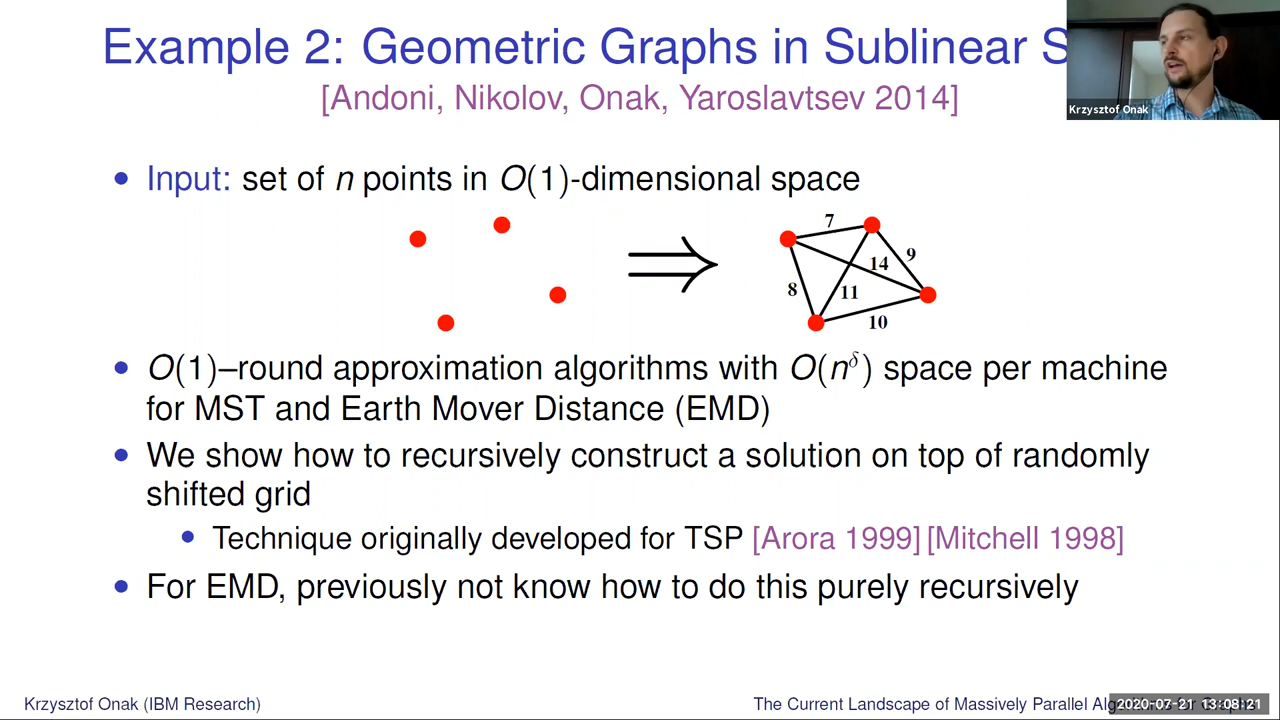 Example 2: Geometric Graphs in Sublinear
[Andoni, Nikolov, Onak, Yaroslavtsev 2014]
Krzysztof Onak
• Input: set of n points in O(1)-dimensional space
7
9
14
8
11
10
• O(1)–round approximation algorithms with O(n^δ) space per machine
for MST and Earth Mover Distance (EMD)
• We show how to recursively construct a solution on top of randomly
shifted grid
• Technique originally developed for TSP [Arora 1999][Mitchell 1998]
• For EMD, previously not know how to do this purely recursively
Krzysztof Onak (IBM Research)
The Current Landscape of Massively Parallel
2020-07-21 13:08:21